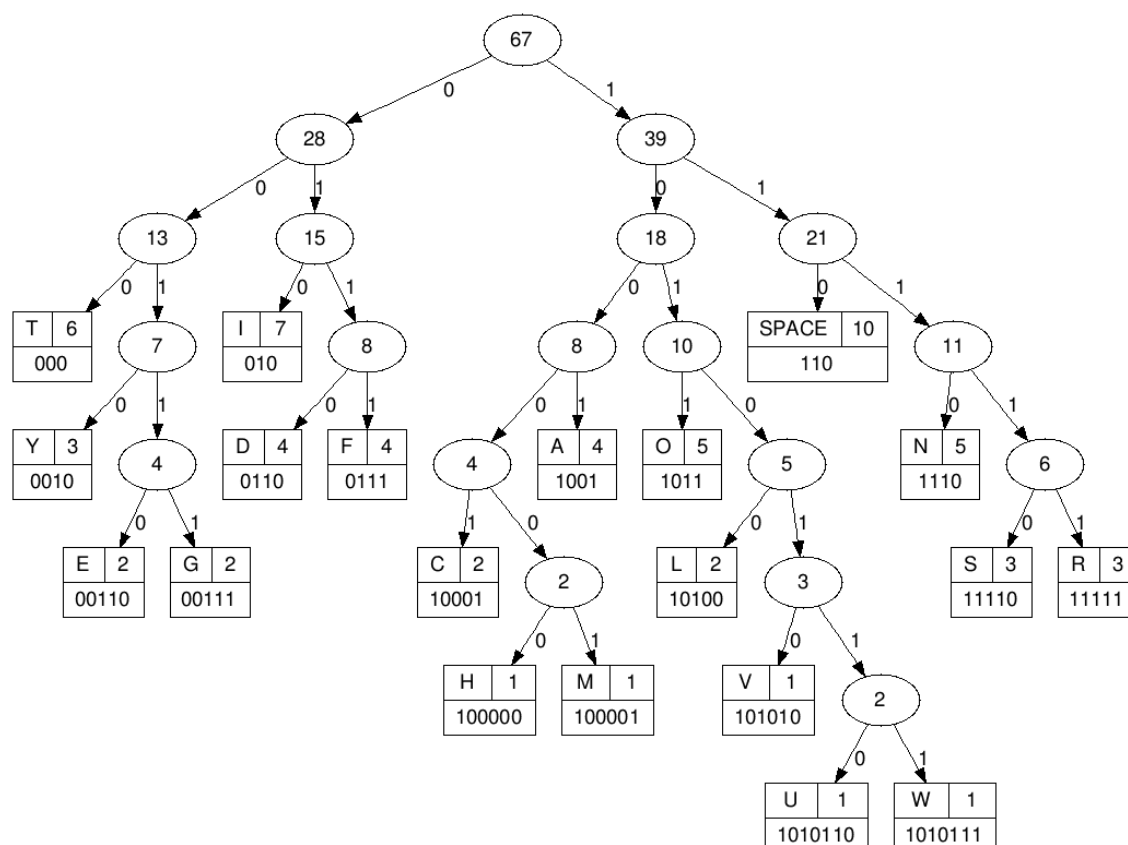 67
0 1
28 39
0 1 0 1
13 15 18 21
0 1 0 1 0 1 0 1
T 6 7 I 7 8 8 10 SPACE 10 11
000 010 110
0 1 0 1 0 1 1 0 0 1
Y 3 4 D 4 F 4 4 A 4 O 5 5 N 5 6
0010 0110 0111 1001 1011 1110
0 1 1 0 0 1 0 1
E 2 G 2 C 2 2 L 2 3 S 3 R 3
00110 00111 10001 10100 11110 11111
0 1 0 1
H 1 M 1 V 1 2
100000 100001 101010
0 1
U 1 W 1
1010110 1010111